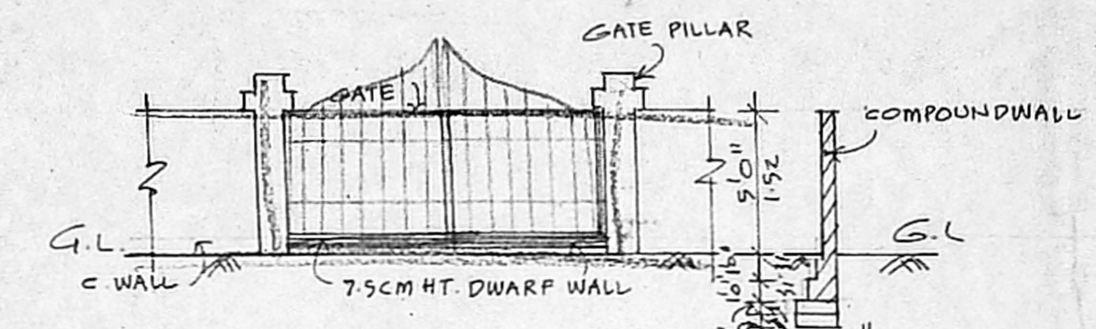 GATE PILLAR
GATE
COMPOUNDWALL
5'0"
1.52
G.L.
G.L
C. WALL
7.5CM HT. DWARF WALL